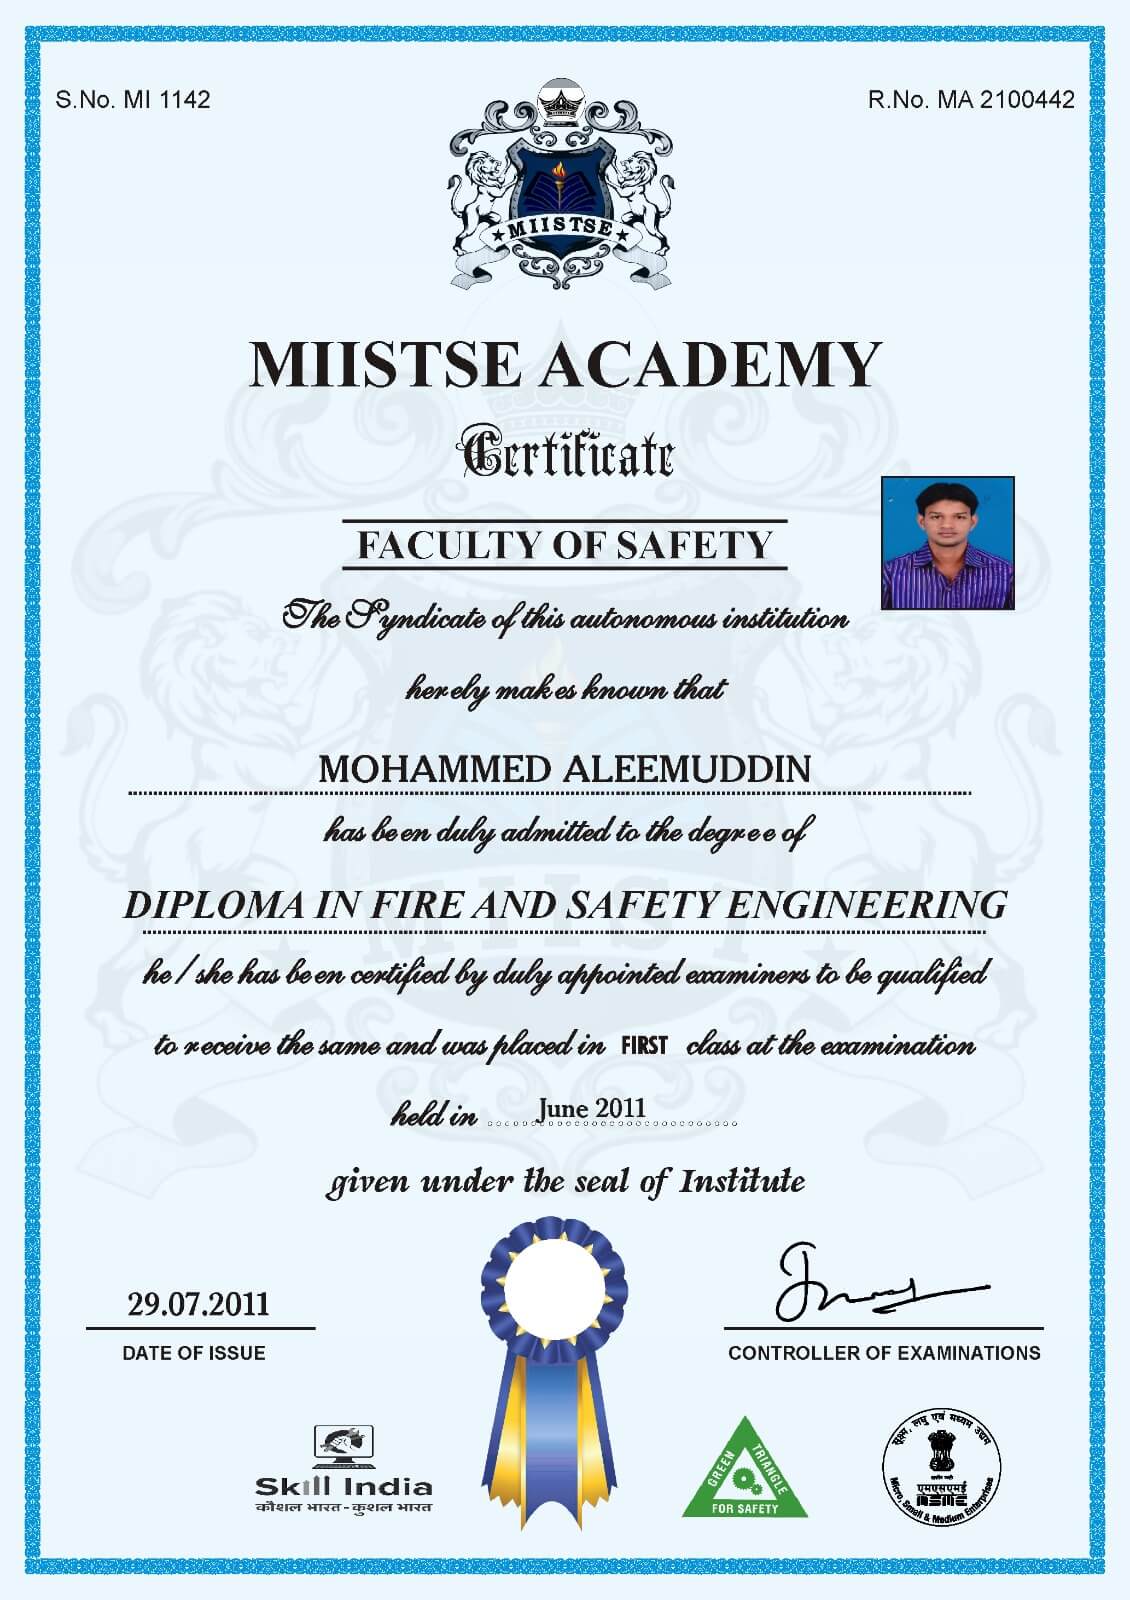 S.No. MI 1142
R.No. MA 2100442
★ MIISTSE ★
MIISTSE ACADEMY
Certificate
FACULTY OF SAFETY
The Syndicate of this autonomous institution
herely makes known that
MOHAMMED ALEEMUDDIN
has been duly admitted to the degree of
DIPLOMA IN FIRE AND SAFETY ENGINEERING
he / she has been certified by duly appointed examiners to be qualified
to receive the same and was placed in FIRST class at the examination
held in June 2011
given under the seal of Institute
29.07.2011
DATE OF ISSUE
CONTROLLER OF EXAMINATIONS
Skill India
कौशल भारत - कुशल भारत
GREEN TRIANGLE
FOR SAFETY
सूक्ष्म, लघु एवं मध्यम उद्यम
एमएसएमई
MSME
Micro, Small & Medium Enterprises